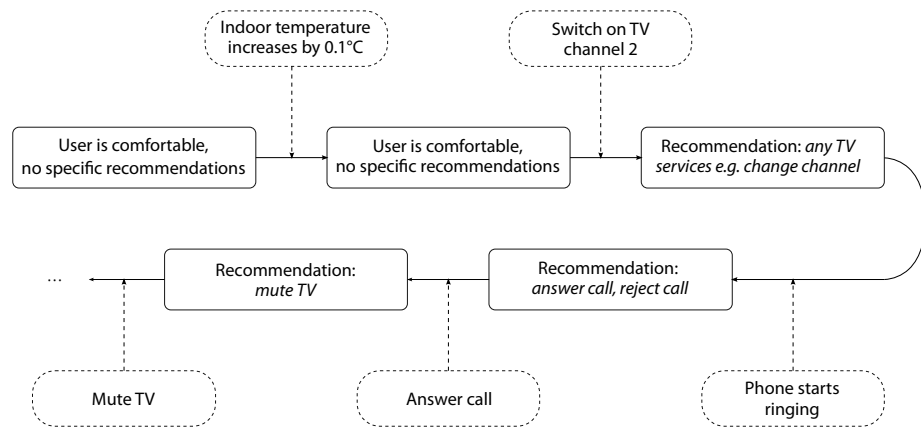 Indoor temperature
increases by 0.1°C
Switch on TV
channel 2
User is comfortable,
no specific recommendations
User is comfortable,
no specific recommendations
Recommendation: any TV
services e.g. change channel
...
Recommendation:
mute TV
Recommendation:
answer call, reject call
Mute TV
Answer call
Phone starts
ringing